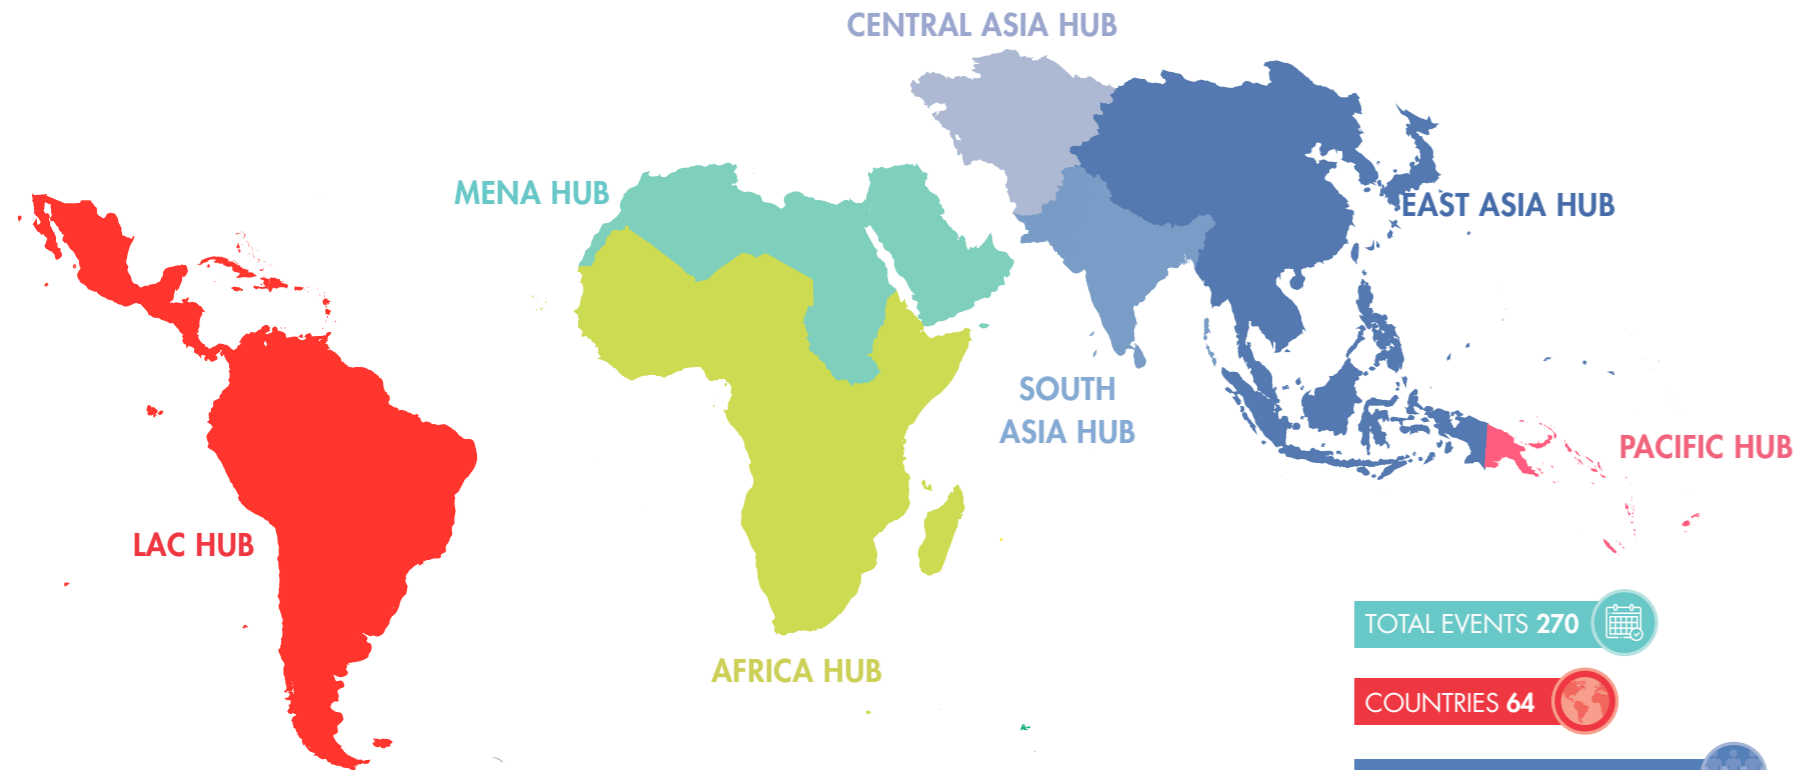 CENTRAL ASIA HUB
MENA HUB
EAST ASIA HUB
SOUTH
ASIA HUB
PACIFIC HUB
LAC HUB
AFRICA HUB
TOTAL EVENTS 270
COUNTRIES 64